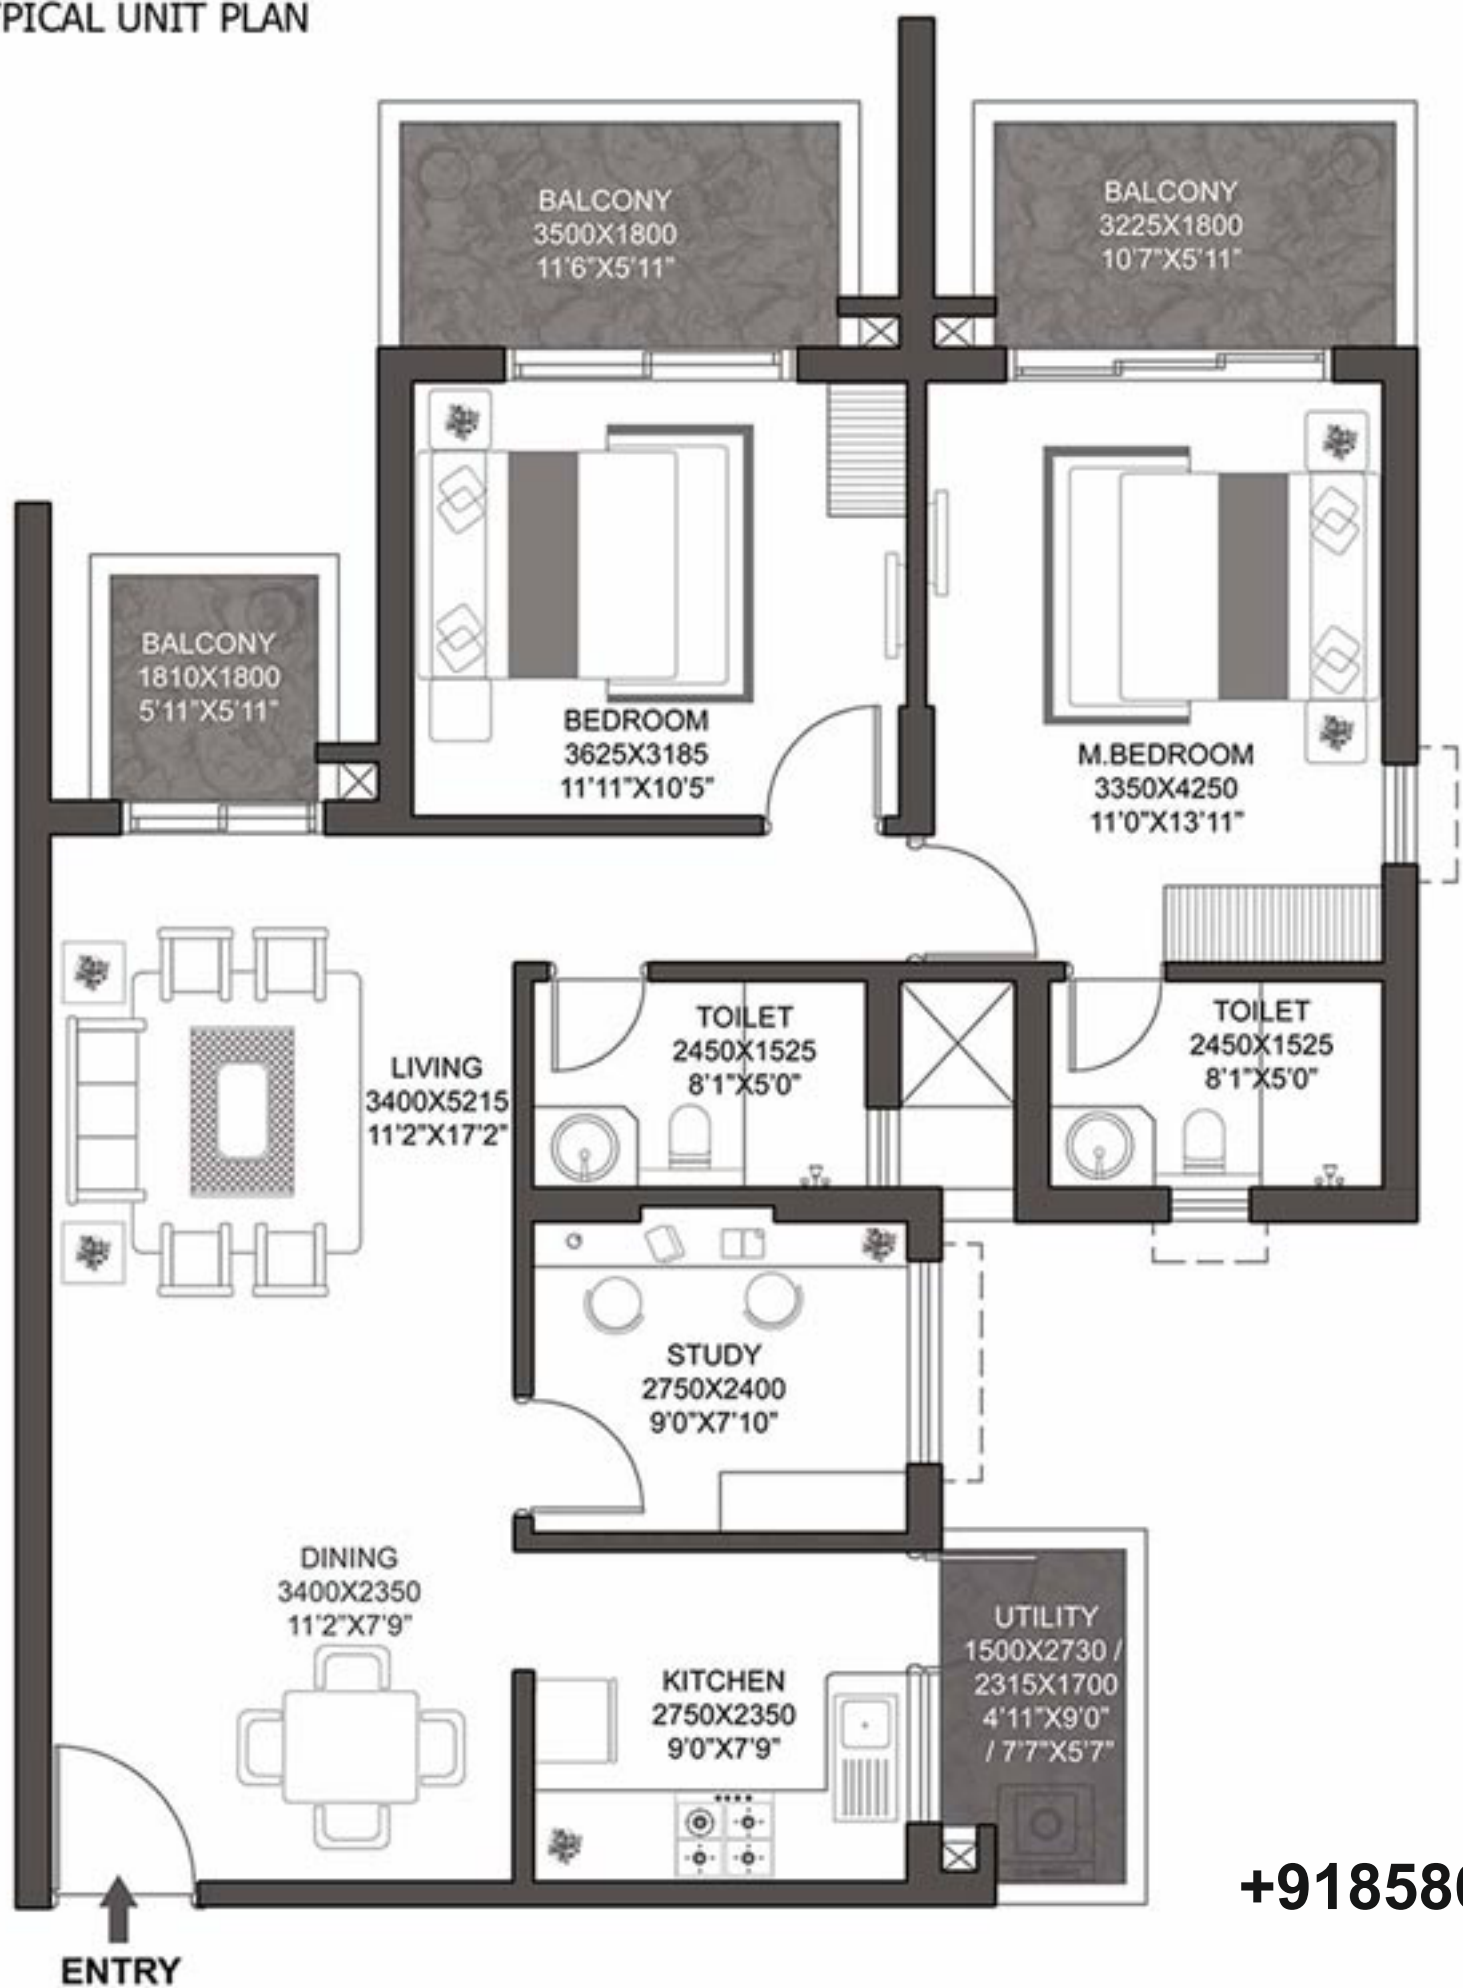 UNIT PLAN
BALCONY
3500X1800
11'6"X5'11"
BALCONY
3225X1800
10'7"X5'11"
BALCONY
1810X1800
5'11"X5'11"
BEDROOM
3625X3185
11'11"X10'5"
M.BEDROOM
3350X4250
11'0"X13'11"
LIVING
3400X5215
11'2"X17'2"
TOILET
2450X1525
8'1"X5'0"
TOILET
2450X1525
8'1"X5'0"
STUDY
2750X2400
9'0"X7'10"
DINING
3400X2350
11'2"X7'9"
KITCHEN
2750X2350
9'0"X7'9"
UTILITY
1500X2730 /
2315X1700
4'11"X9'0"
/ 7'7"X5'7"
ENTRY